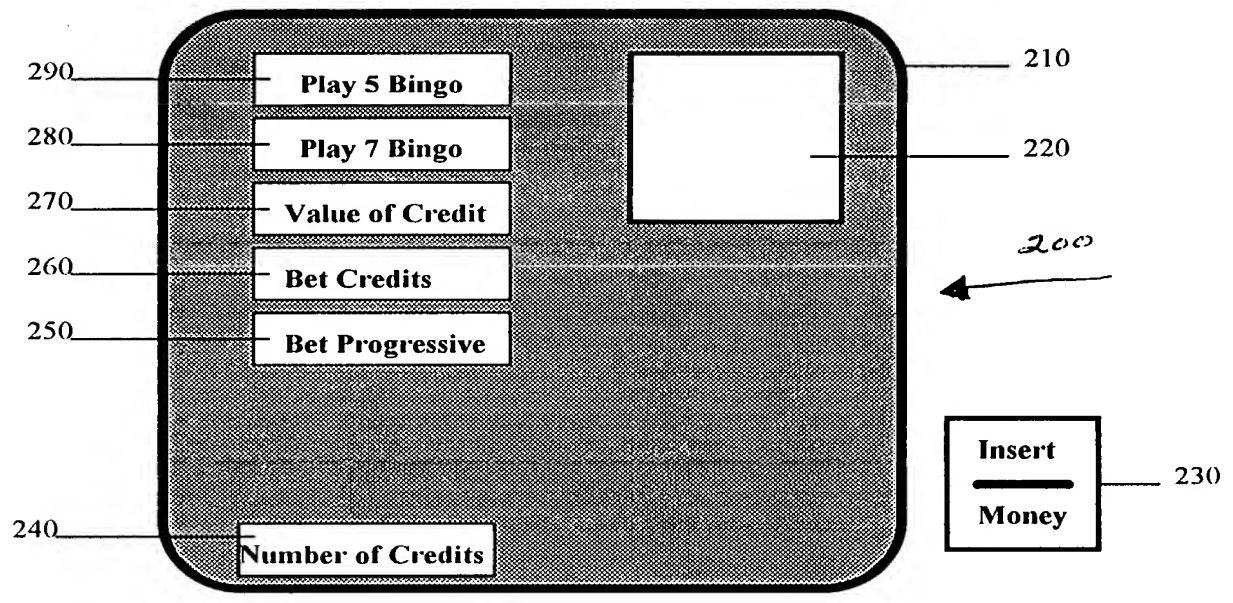 290 Play 5 Bingo 210
280 Play 7 Bingo 220
270 Value of Credit
200
260 Bet Credits
250 Bet Progressive
Insert
230
Money
240 Number of Credits